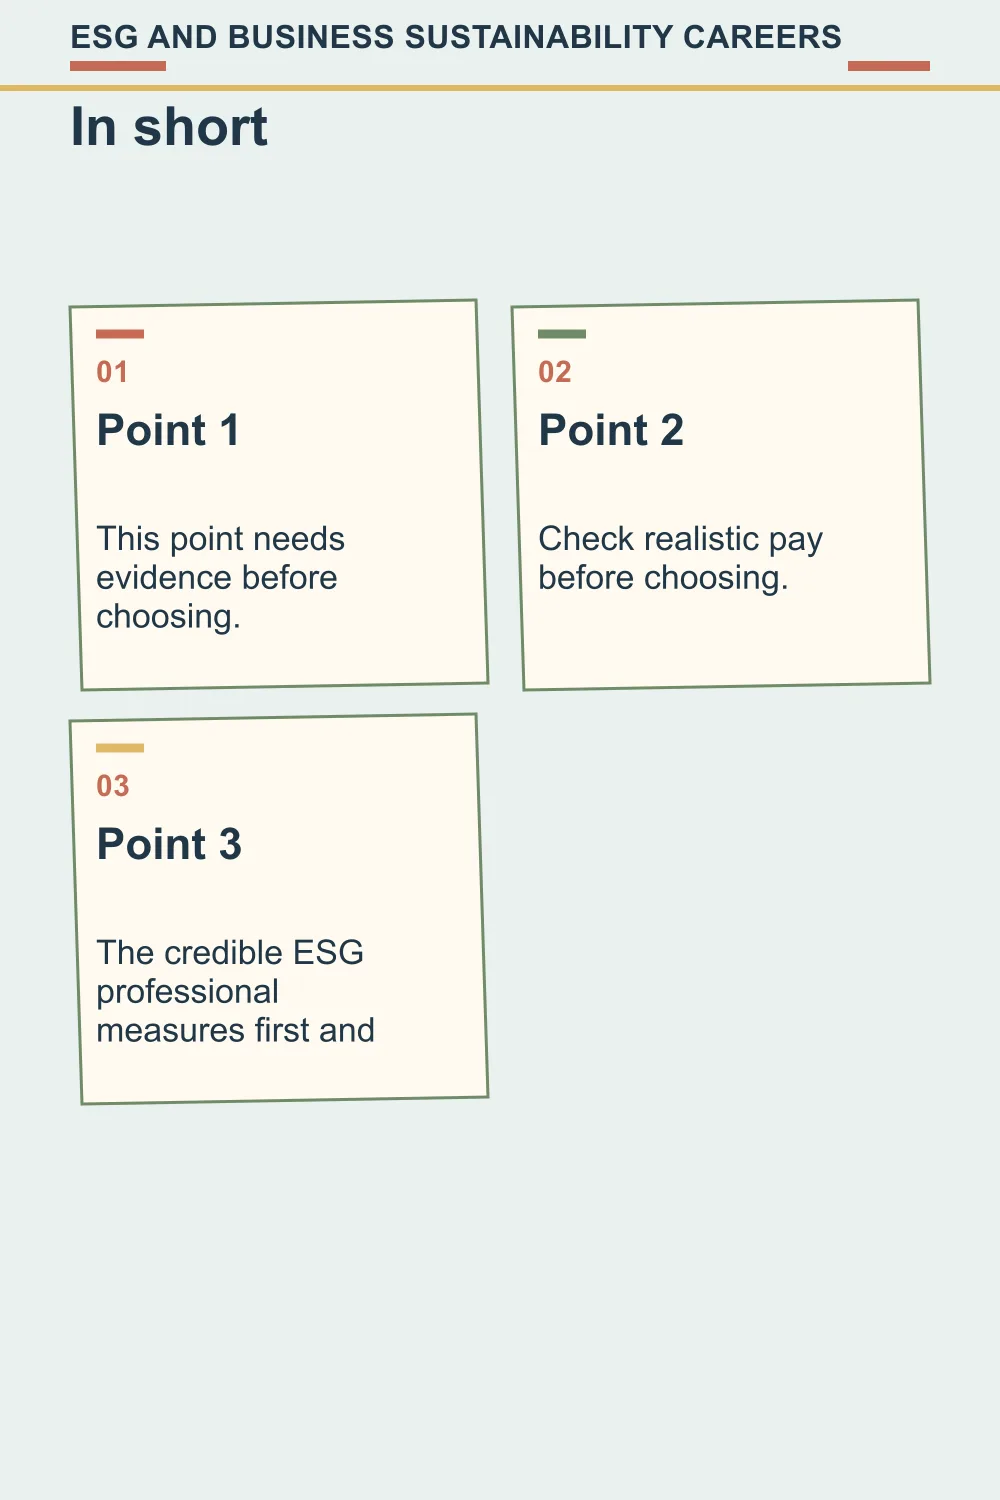 ESG AND BUSINESS SUSTAINABILITY CAREERS
In short
01
Point 1
This point needs
evidence before
choosing.
02
Point 2
Check realistic pay
before choosing.
03
Point 3
The credible ESG
professional
measures first and